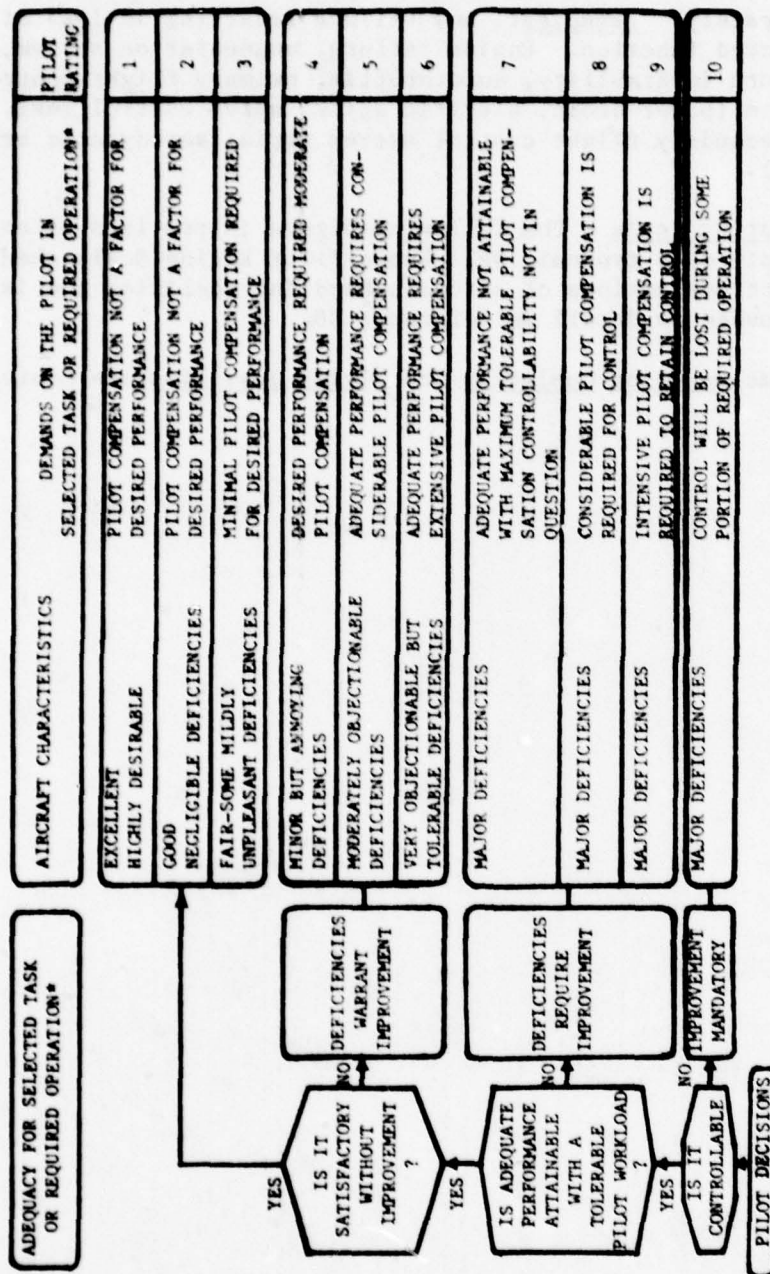 ADEQUACY FOR SELECTED TASK
OR REQUIRED OPERATION*
AIRCRAFT CHARACTERISTICS
DEMANDS ON THE PILOT IN
SELECTED TASK OR REQUIRED OPERATION*
PILOT
RATING
EXCELLENT
HIGHLY DESIRABLE
PILOT COMPENSATION NOT A FACTOR FOR
DESIRED PERFORMANCE
1
GOOD
NEGLIGIBLE DEFICIENCIES
PILOT COMPENSATION NOT A FACTOR FOR
DESIRED PERFORMANCE
2
FAIR-SOME MILDLY
UNPLEASANT DEFICIENCIES
MINIMAL PILOT COMPENSATION REQUIRED
FOR DESIRED PERFORMANCE
3
YES
IS IT
SATISFACTORY
WITHOUT
IMPROVEMENT
?
NO
DEFICIENCIES
WARRANT
IMPROVEMENT
MINOR BUT ANNOYING
DEFICIENCIES
DESIRED PERFORMANCE REQUIRED MODERATE
PILOT COMPENSATION
4
MODERATELY OBJECTIONABLE
DEFICIENCIES
ADEQUATE PERFORMANCE REQUIRES CON-
SIDERABLE PILOT COMPENSATION
5
VERY OBJECTIONABLE BUT
TOLERABLE DEFICIENCIES
ADEQUATE PERFORMANCE REQUIRES
EXTENSIVE PILOT COMPENSATION
6
YES
IS ADEQUATE
PERFORMANCE
ATTAINABLE
WITH A
TOLERABLE
PILOT WORKLOAD
?
NO
DEFICIENCIES
REQUIRE
IMPROVEMENT
MAJOR DEFICIENCIES
ADEQUATE PERFORMANCE NOT ATTAINABLE
WITH MAXIMUM TOLERABLE PILOT COMPEN-
SATION CONTROLLABILITY NOT IN
QUESTION
7
MAJOR DEFICIENCIES
CONSIDERABLE PILOT COMPENSATION IS
REQUIRED FOR CONTROL
8
MAJOR DEFICIENCIES
INTENSIVE PILOT COMPENSATION IS
REQUIRED TO RETAIN CONTROL
9
YES
IS IT
CONTROLLABLE
NO
IMPROVEMENT
MANDATORY
MAJOR DEFICIENCIES
CONTROL WILL BE LOST DURING SOME
PORTION OF REQUIRED OPERATION
10
PILOT DECISIONS